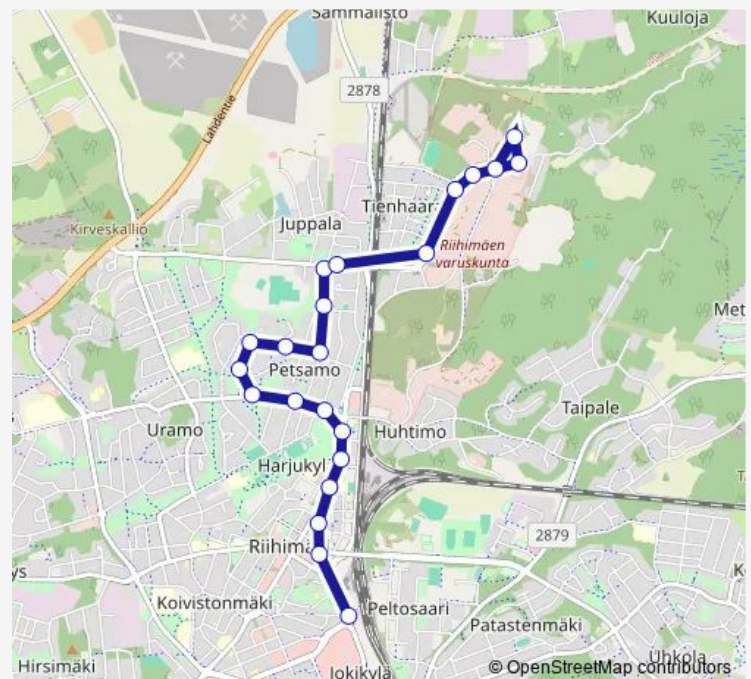 Sammalisto
Kuuloja
2878
Lahdentie
Tienhaar
Juppala
Kirveskallio
Riihimäen
varuskunta
Met
Petsamo
Taipale
Uramo
Huhtimo
Harjukyl
2879
Riihimä
ys
Koivistonmäki
Peltosaari
Patastenmäki
Uhkola
Hirsimäki
Jokikylä
© OpenStreetMap contributors